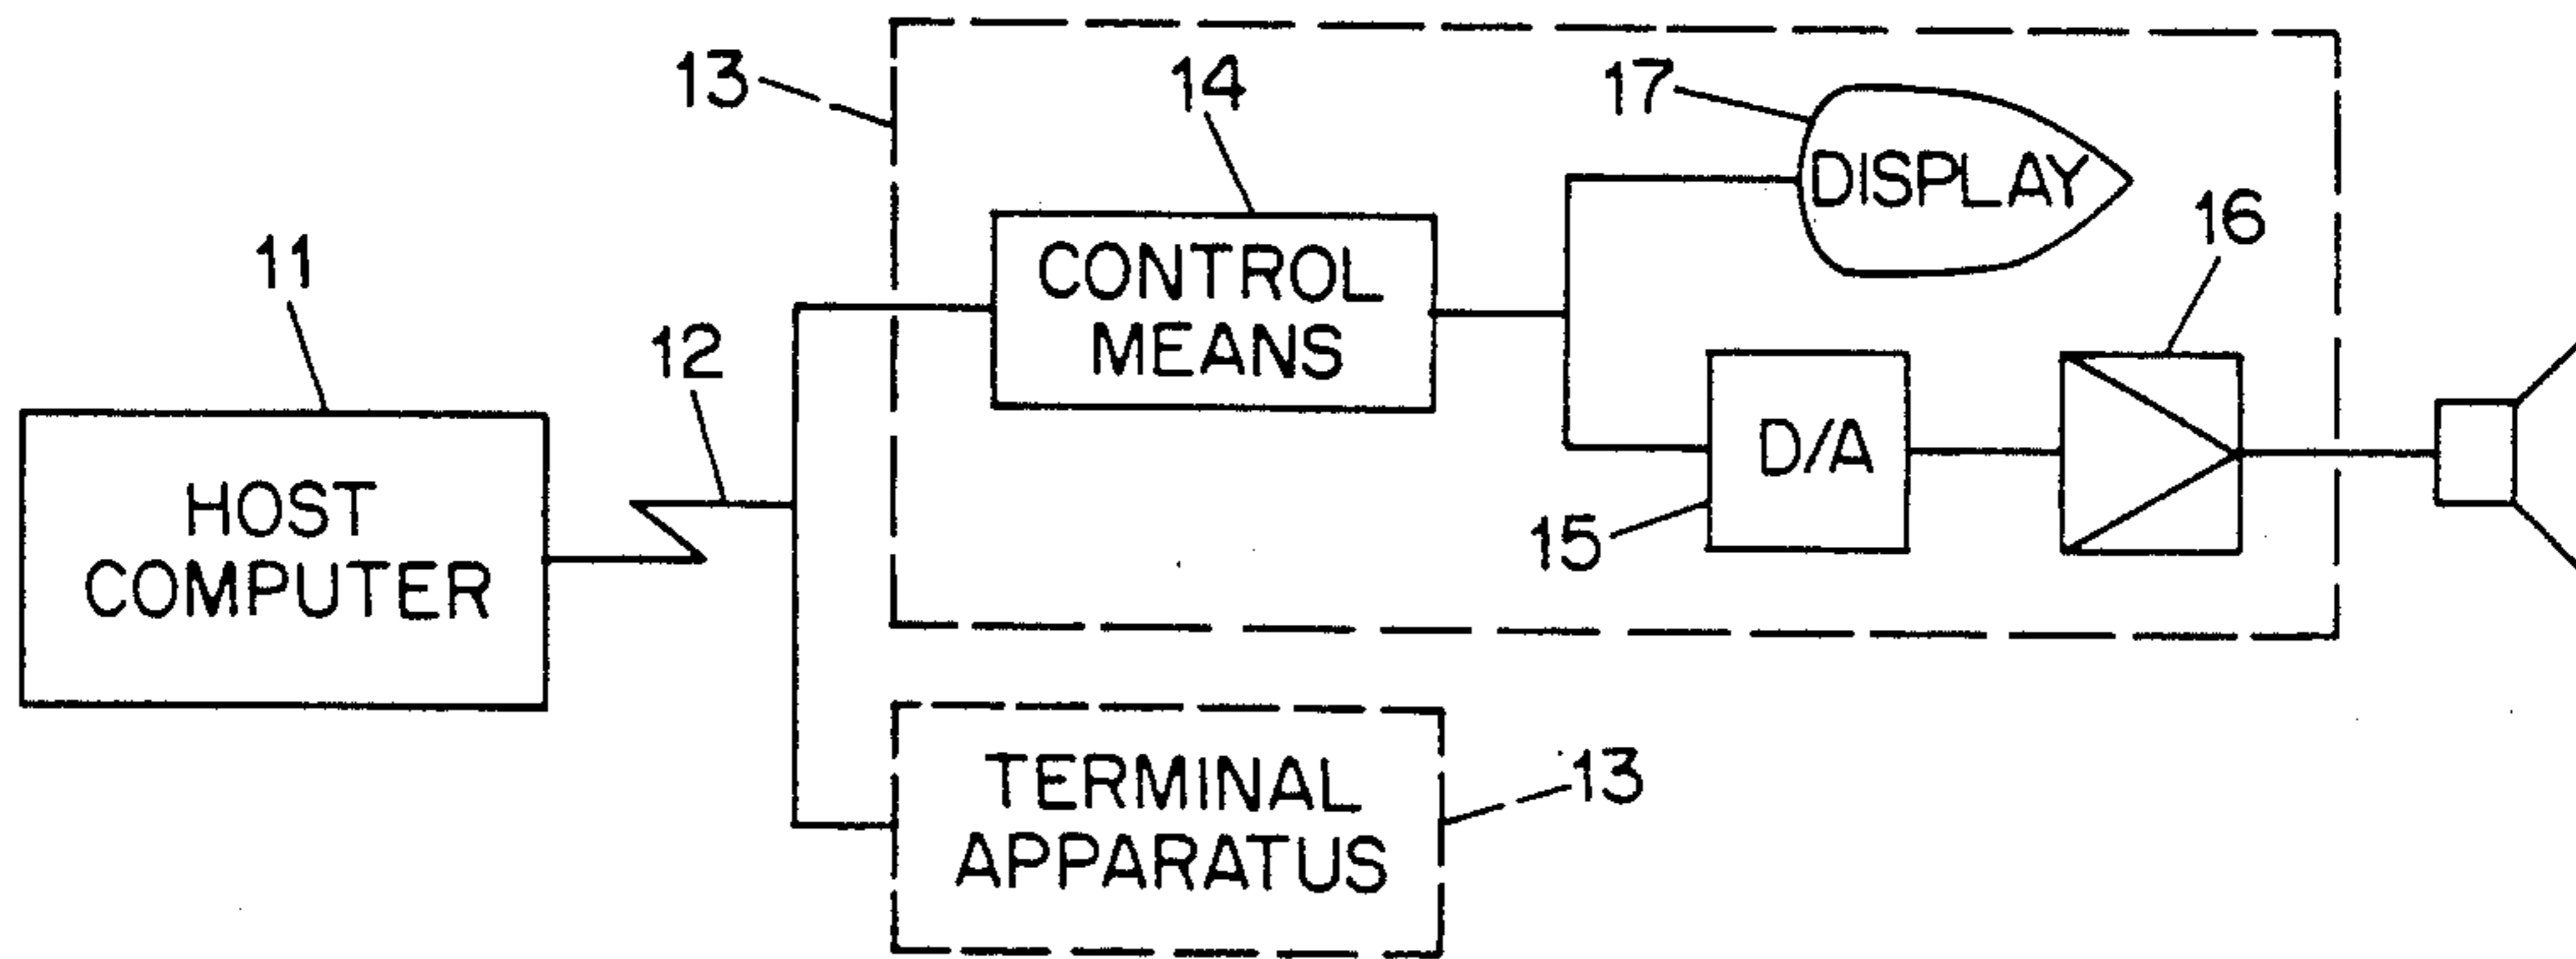 13
14
17
DISPLAY
16
11
CONTROL
MEANS
12
HOST
COMPUTER
D/A
15
TERMINAL
APPARATUS
13